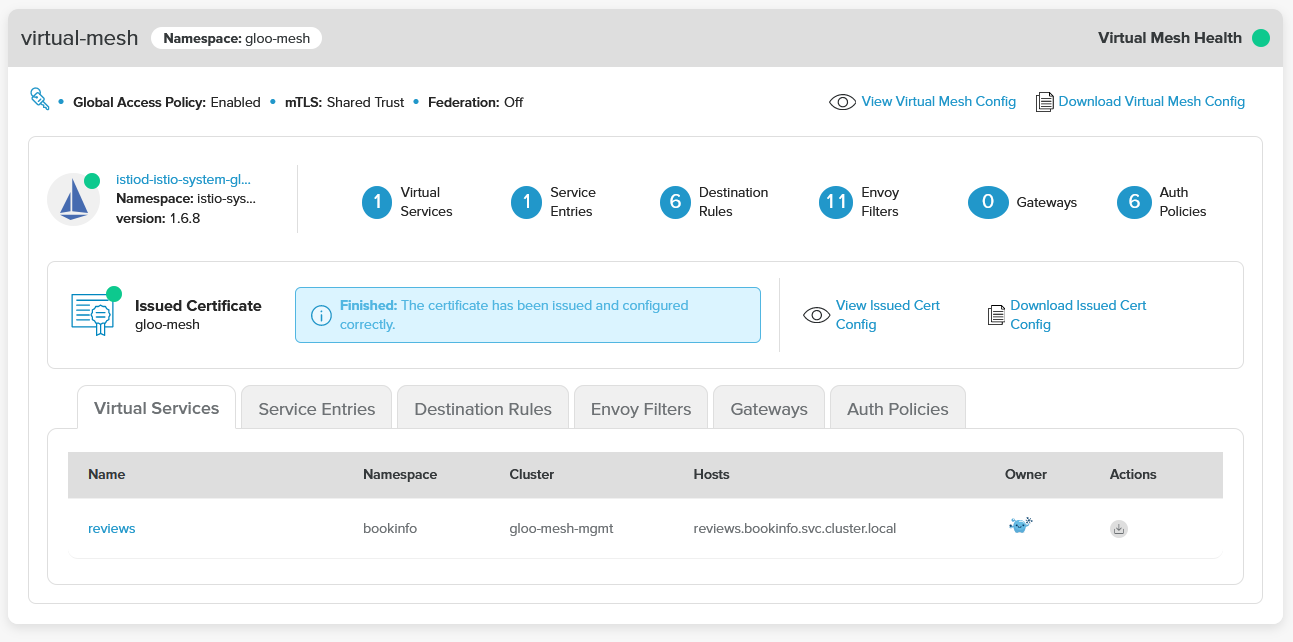 virtual-mesh Namespace: gloo-mesh Virtual Mesh Health
• Global Access Policy: Enabled • mTLS: Shared Trust • Federation: Off View Virtual Mesh Config Download Virtual Mesh Config
istiod-istio-system-gl...
Namespace: istio-sys...
version: 1.6.8
1 Virtual
Services
1 Service
Entries
6 Destination
Rules
11 Envoy
Filters
0 Gateways
6 Auth
Policies
Issued Certificate
gloo-mesh
Finished: The certificate has been issued and configured
correctly.
View Issued Cert
Config
Download Issued Cert
Config
Virtual Services Service Entries Destination Rules Envoy Filters Gateways Auth Policies
Name Namespace Cluster Hosts Owner Actions
reviews bookinfo gloo-mesh-mgmt reviews.bookinfo.svc.cluster.local